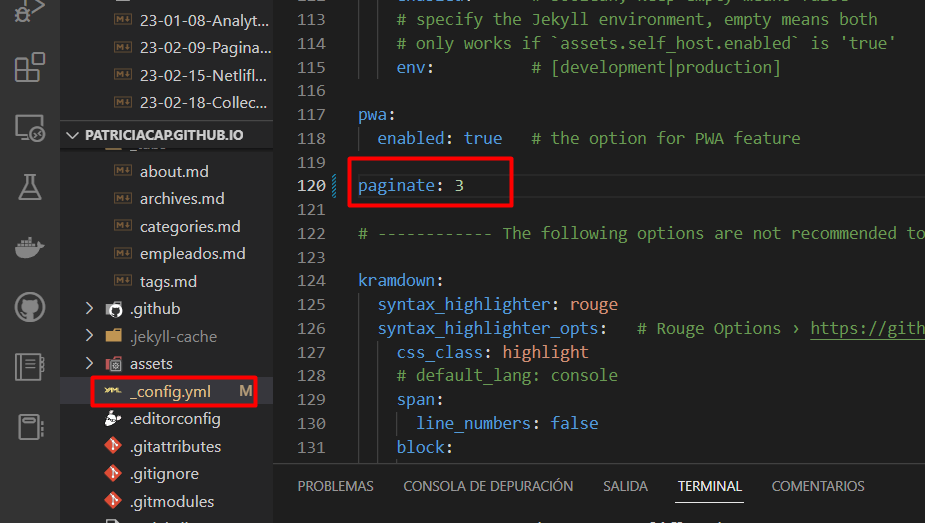 23-01-08-Analyt...
23-02-09-Pagina...
23-02-15-Netlifl...
23-02-18-Collec...
PATRICIACAP.GITHUB.IO
about.md
archives.md
categories.md
empleados.md
tags.md
.github
.jekyll-cache
assets
_config.yml M
.editorconfig
.gitattributes
.gitignore
.gitmodules
113 # specify the Jekyll environment, empty means both
114 # only works if `assets.self_host.enabled` is 'true'
115 env: # [development|production]
116
117 pwa:
118 enabled: true # the option for PWA feature
119
120 paginate: 3
121
122 # ------------ The following options are not recommended to
123
124 kramdown:
125 syntax_highlighter: rouge
126 syntax_highlighter_opts: # Rouge Options › https://gith
127 css_class: highlight
128 # default_lang: console
129 span:
130 line_numbers: false
131 block:
PROBLEMAS CONSOLA DE DEPURACIÓN SALIDA TERMINAL COMENTARIOS